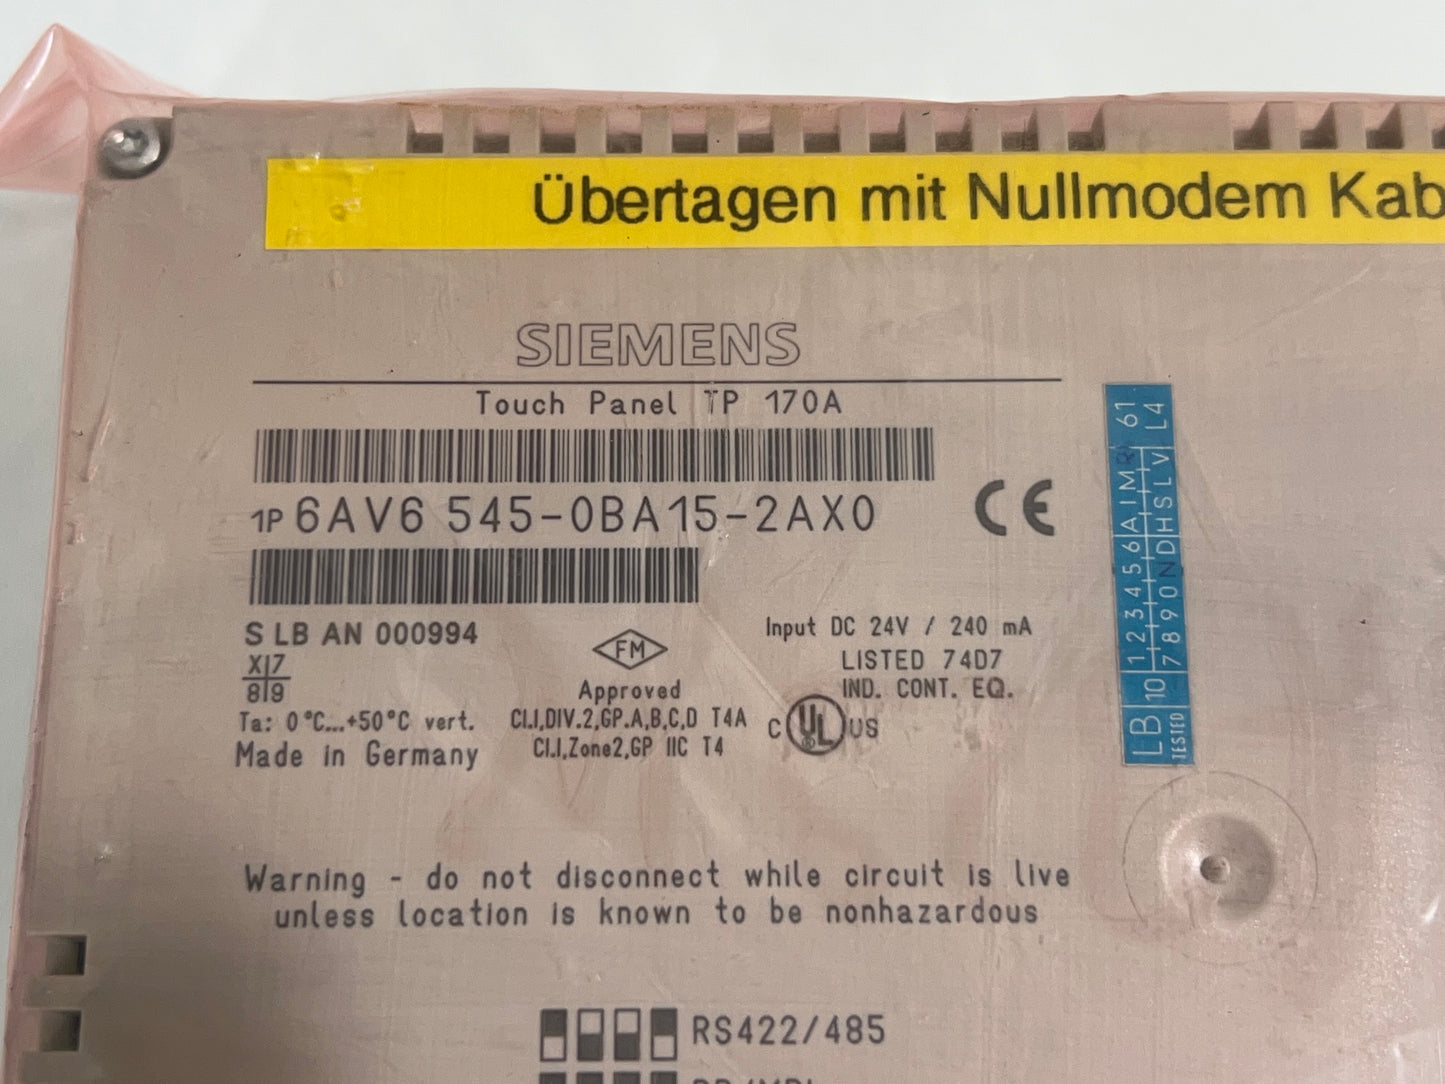 Übertagen mit Nullmodem Kab
SIEMENS
Touch Panel TP 170A
1P 6AV6 545-0BA15-2AX0
CE
S LB AN 000994
X 7
8 9
Ta: 0°C...+50°C vert.
Made in Germany
FM
Approved
Cl.I,DIV.2,GP.A,B,C,D T4A
Cl.I,Zone2,GP IIC T4
Input DC 24V / 240 mA
LISTED 74D7
IND. CONT. EQ.
C UL US
®
LB 10 1 2 3 4 5 6 A I M 61
TESTED 7 8 9 0 N D H S L V L4
Warning - do not disconnect while circuit is live
unless location is known to be nonhazardous
RS422/485